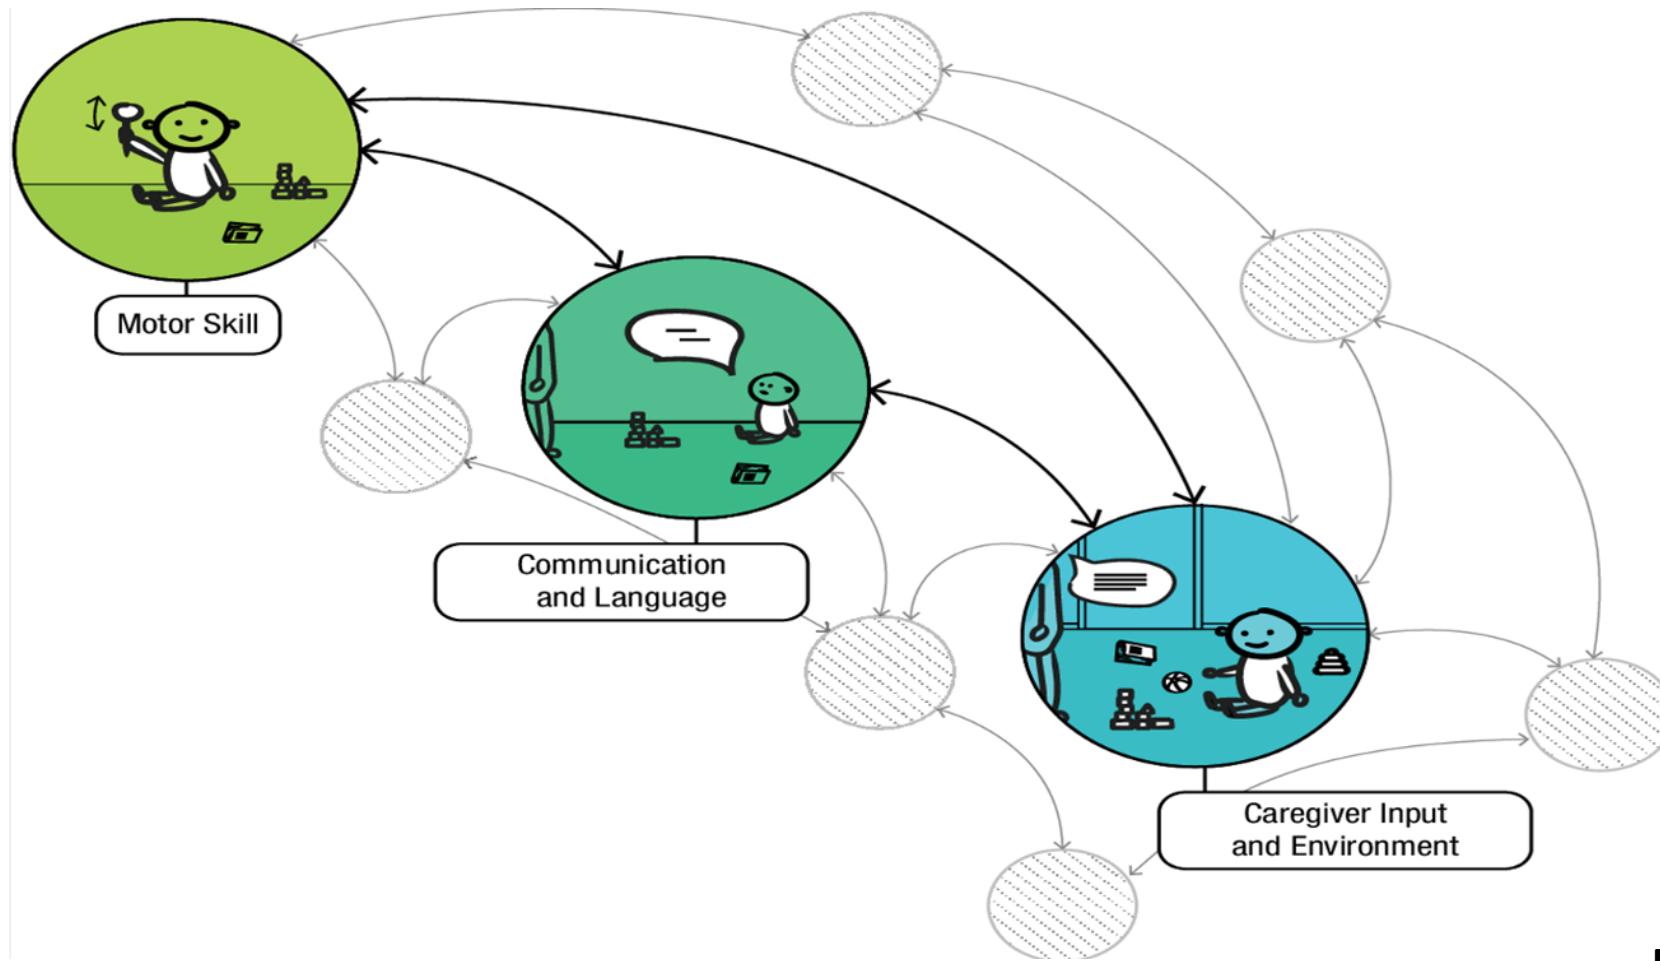 Motor Skill
Communication
and Language
Caregiver Input
and Environment